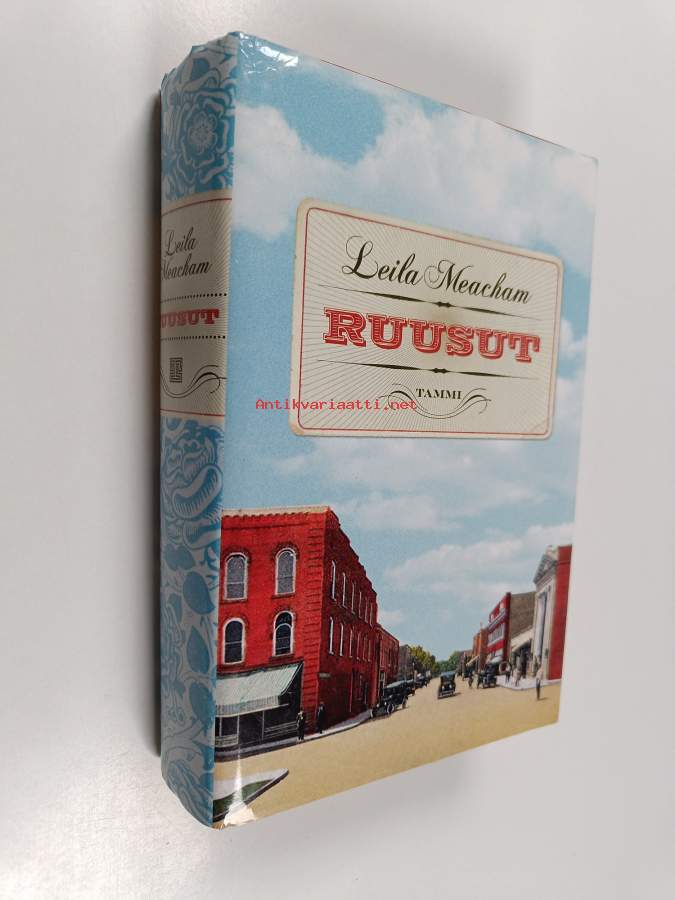 Leila
Meacham
RUUSUT
Leila Meacham
RUUSUT
TAMMI
Antikvariaatti.net